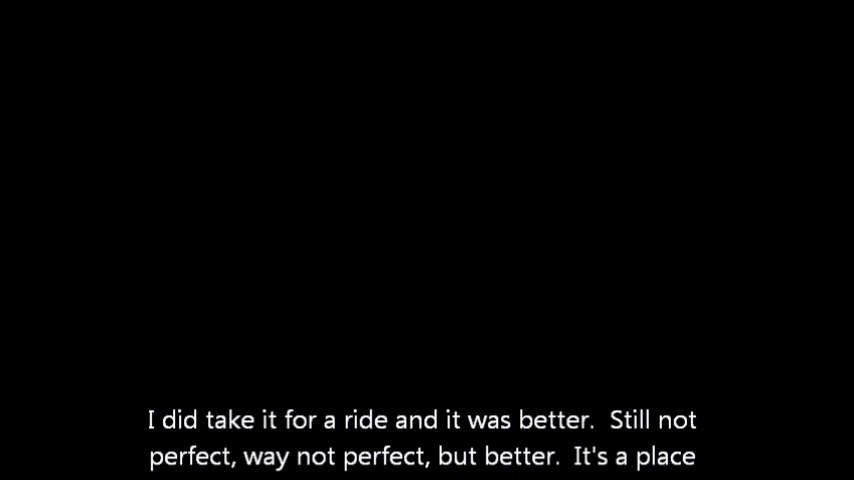 I did take it for a ride and it was better.  Still not
perfect, way not perfect, but better.  It's a place